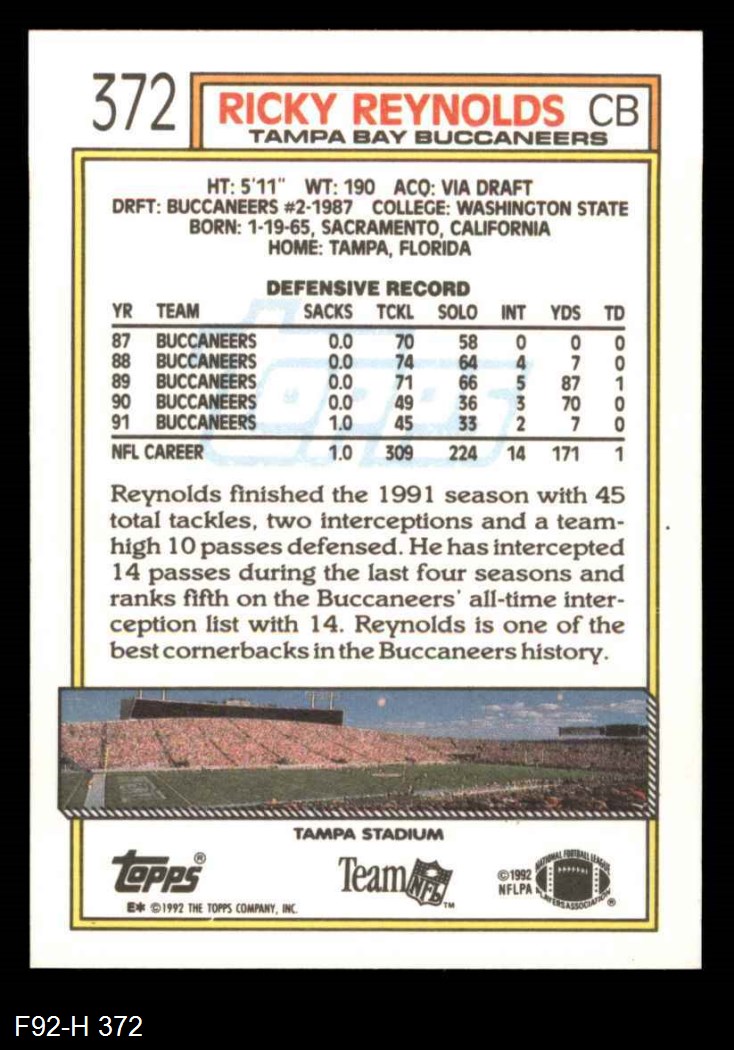 372 RICKY REYNOLDS CB
TAMPA BAY BUCCANEERS
HT: 5'11" WT: 190 ACQ: VIA DRAFT
DRFT: BUCCANEERS #2-1987 COLLEGE: WASHINGTON STATE
BORN: 1-19-65, SACRAMENTO, CALIFORNIA
HOME: TAMPA, FLORIDA
DEFENSIVE RECORD
YR TEAM SACKS TCKL SOLO INT YDS TD
87 BUCCANEERS 0.0 70 58 0 0 0
88 BUCCANEERS 0.0 74 64 4 7 0
89 BUCCANEERS 0.0 71 66 5 87 1
90 BUCCANEERS 0.0 49 36 3 70 0
91 BUCCANEERS 1.0 45 33 2 7 0
NFL CAREER 1.0 309 224 14 171 1
topps
Reynolds finished the 1991 season with 45
total tackles, two interceptions and a team-
high 10 passes defensed. He has intercepted
14 passes during the last four seasons and
ranks fifth on the Buccaneers' all-time inter-
ception list with 14. Reynolds is one of the
best cornerbacks in the Buccaneers history.
TAMPA STADIUM
topps®
E* ©1992 THE TOPPS COMPANY, INC.
Team NFL™
©1992
NFLPA
NATIONAL FOOTBALL LEAGUE
PLAYERS ASSOCIATION ®
F92-H 372